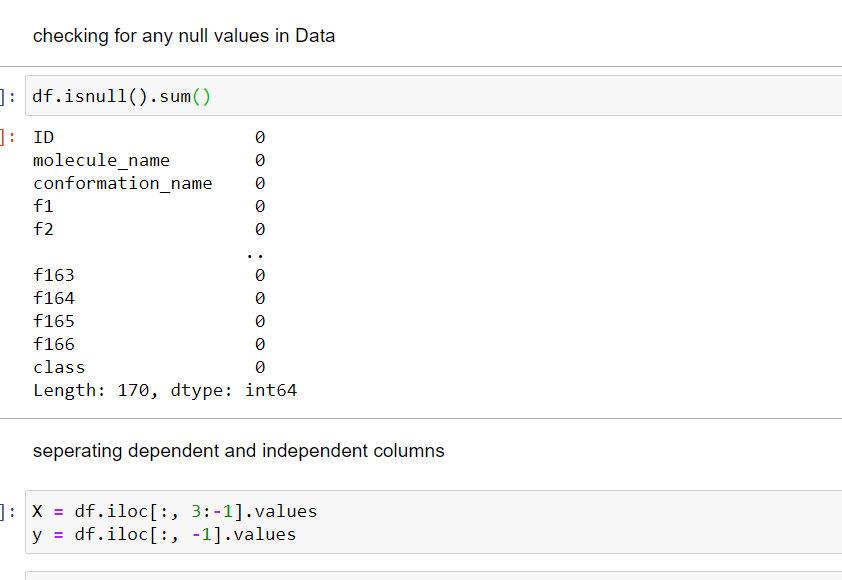 checking for any null values in Data
]: df.isnull().sum()
]: ID 0
molecule_name 0
conformation_name 0
f1 0
f2 0
..
f163 0
f164 0
f165 0
f166 0
class 0
Length: 170, dtype: int64
seperating dependent and independent columns
]: X = df.iloc[:, 3:-1].values
y = df.iloc[:, -1].values